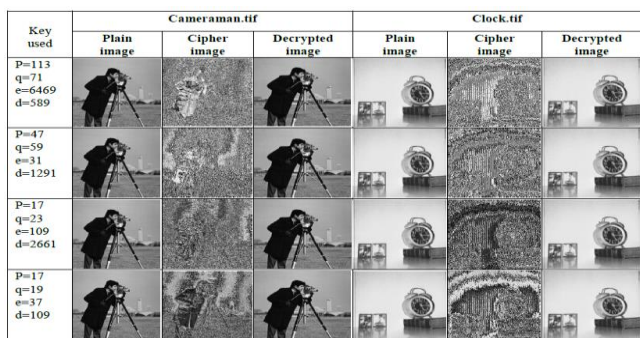 Key
used
Cameraman.tif
Clock.tif
Plain
image
Cipher
image
Decrypted
image
Plain
image
Cipher
image
Decrypted
image
P=113
q=71
e=6469
d=589
P=47
q=59
e=31
d=1291
P=17
q=23
e=109
d=2661
P=17
q=19
e=37
d=109